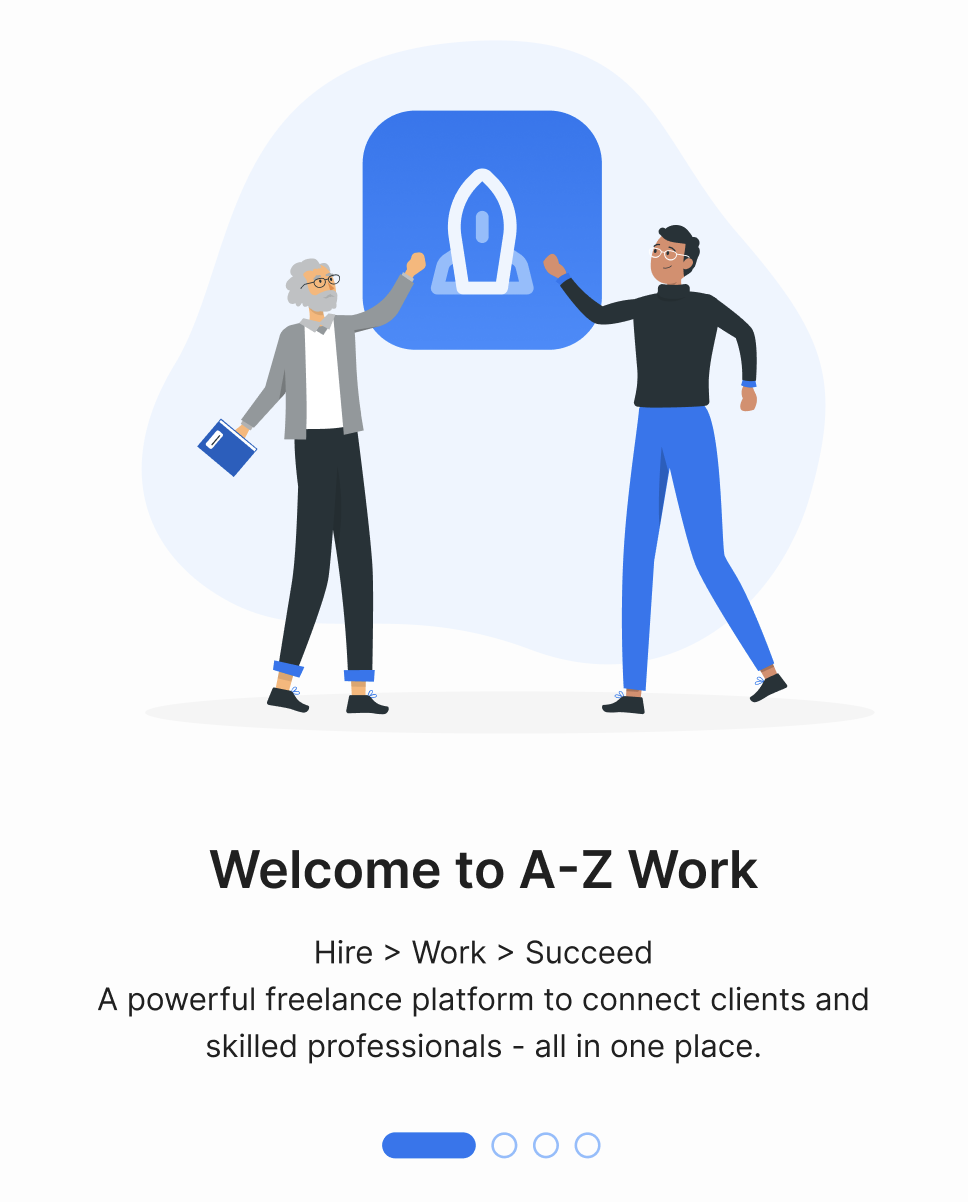 Welcome to A-Z Work
Hire > Work > Succeed
A powerful freelance platform to connect clients and
skilled professionals - all in one place.